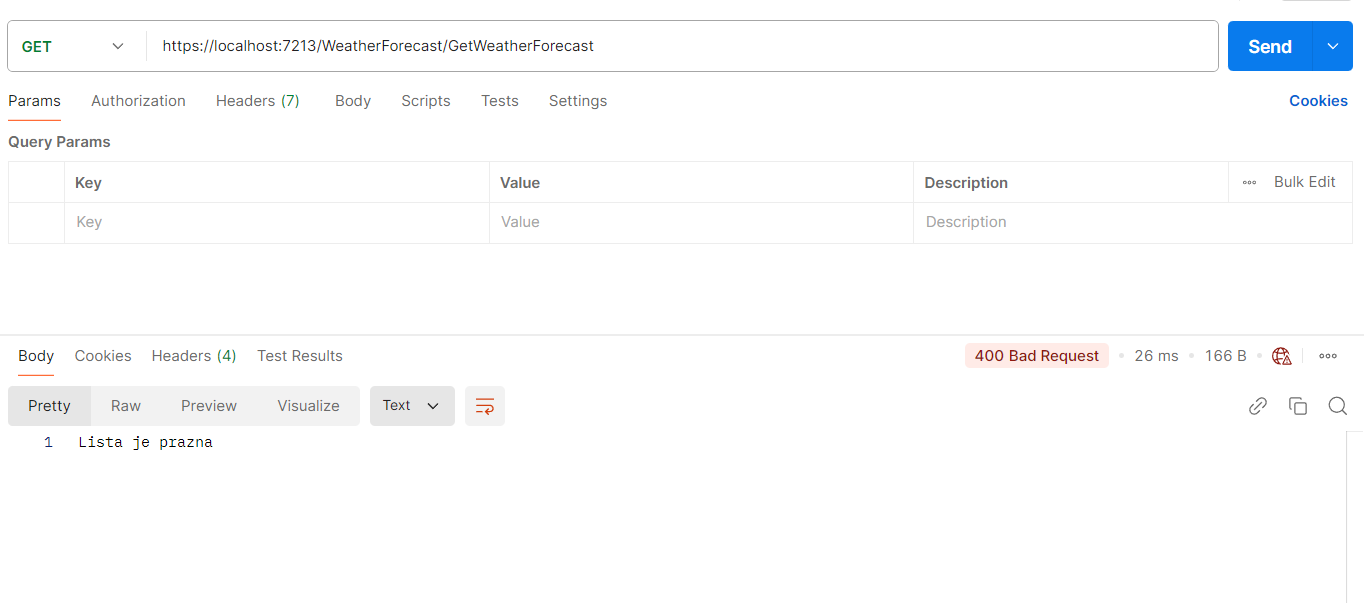 GET https://localhost:7213/WeatherForecast/GetWeatherForecast Send
Params Authorization Headers (7) Body Scripts Tests Settings Cookies
Query Params
Key Value Description Bulk Edit
Key Value Description
Body Cookies Headers (4) Test Results 400 Bad Request 26 ms 166 B
Pretty Raw Preview Visualize Text
1 Lista je prazna